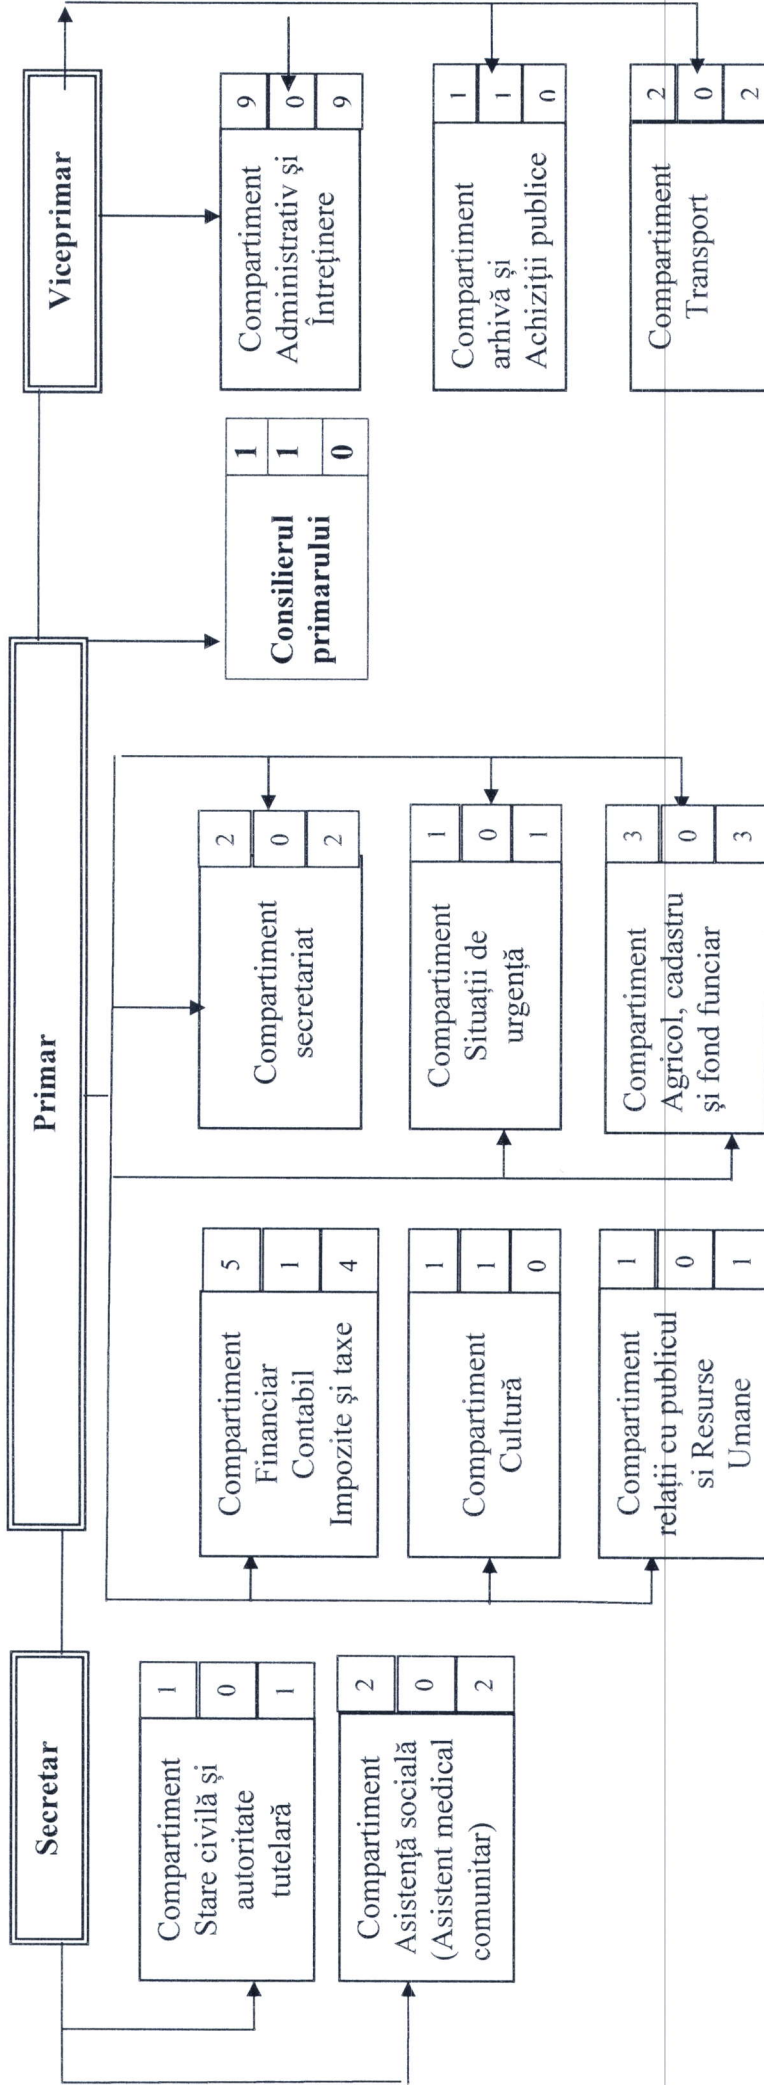 Secretar
Primar
Viceprimar
Compartiment
Stare civilă și
autoritate
tutelară
1
0
1
Compartiment
Asistență socială
(Asistent medical
comunitar)
2
0
2
Compartiment
Financiar
Contabil
Impozite și taxe
5
1
4
Compartiment
Cultură
1
1
0
Compartiment
relații cu publicul
si Resurse
Umane
1
0
1
Compartiment
secretariat
2
0
2
Compartiment
Situații de
urgență
1
0
1
Compartiment
Agricol, cadastru
și fond funciar
3
0
3
Consilierul
primarului
1
1
0
Compartiment
Administrativ și
Întreținere
9
0
9
Compartiment
arhivă și
Achiziții publice
1
1
0
Compartiment
Transport
2
0
2